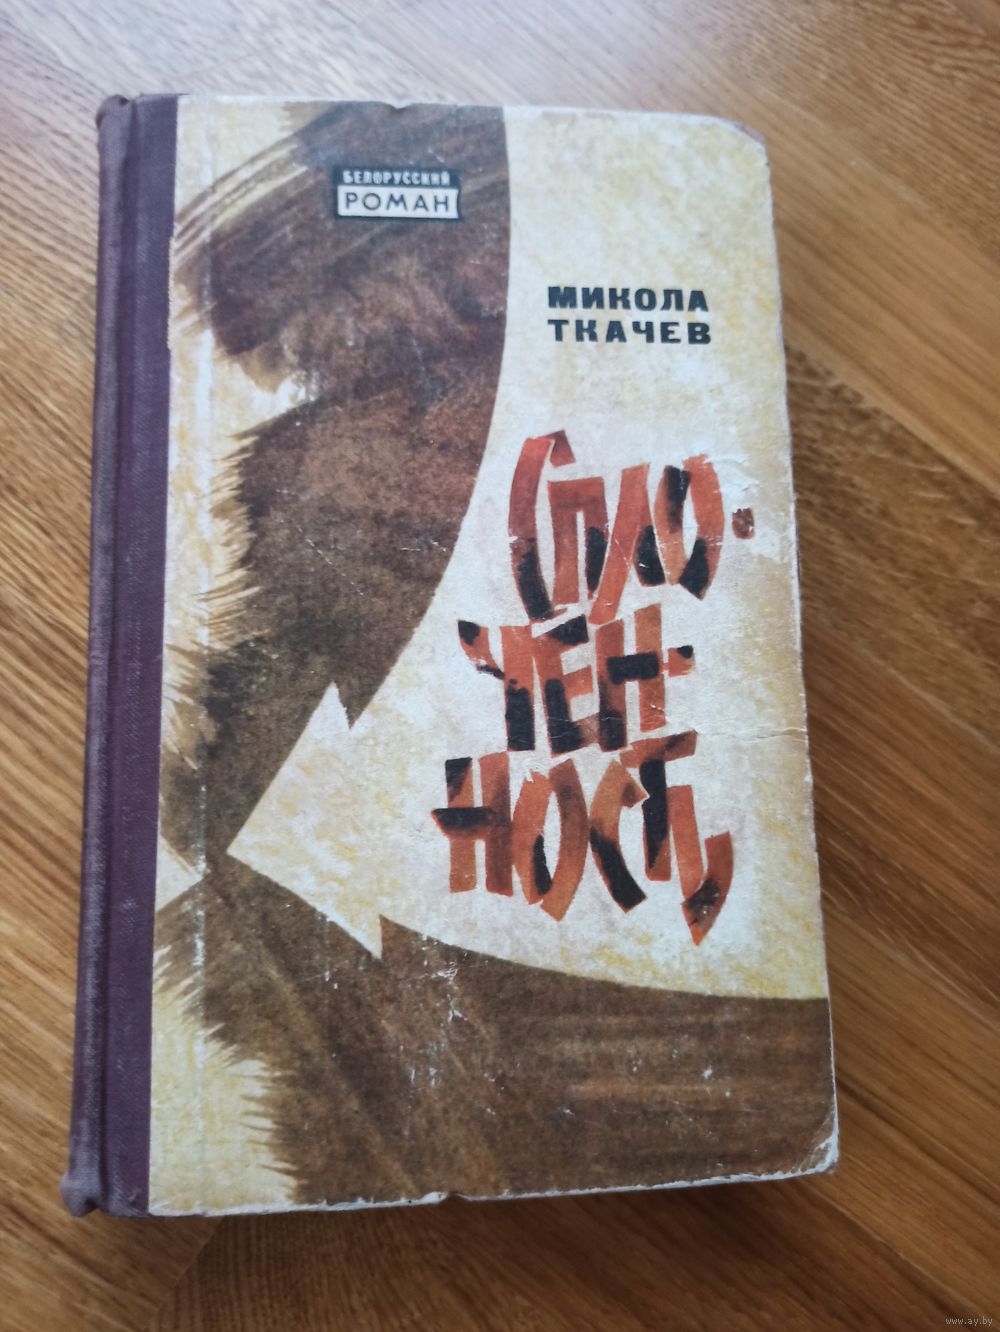 БЕЛОРУССКИЙ
РОМАН
МИКОЛА
ТКАЧЕВ
СПЛО-
ЧЕН-
НОСТЬ
www.ay.by